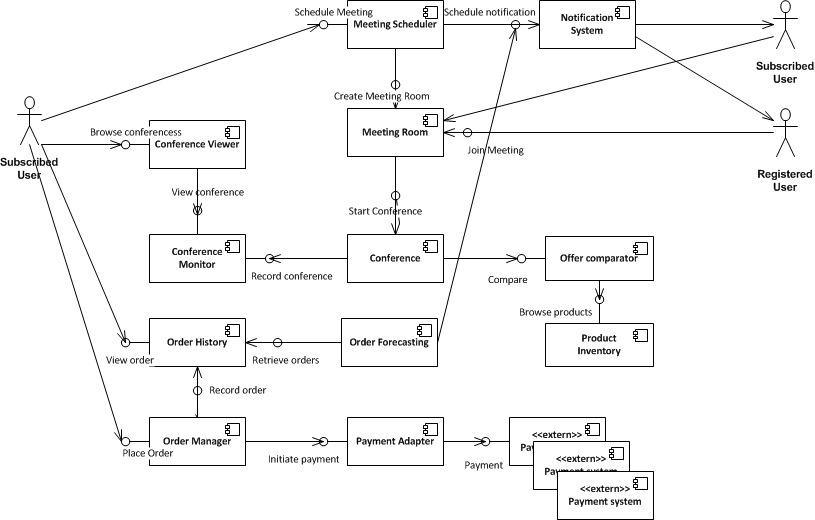 Schedule Meeting
Schedule notification
Meeting Scheduler
Notification
System
Subscribed
User
Create Meeting Room
Browse conferencess
Conference Viewer
Meeting Room
Join Meeting
Subscribed
User
Registered
User
View conference
Start Conference
Conference
Monitor
Record conference
Conference
Compare
Offer comparator
Browse products
Order History
View order
Retrieve orders
Order Forecasting
Product
Inventory
Record order
Order Manager
Place Order
Initiate payment
Payment Adapter
Payment
<<extern>>
<<extern>>
<<extern>>
Payment system